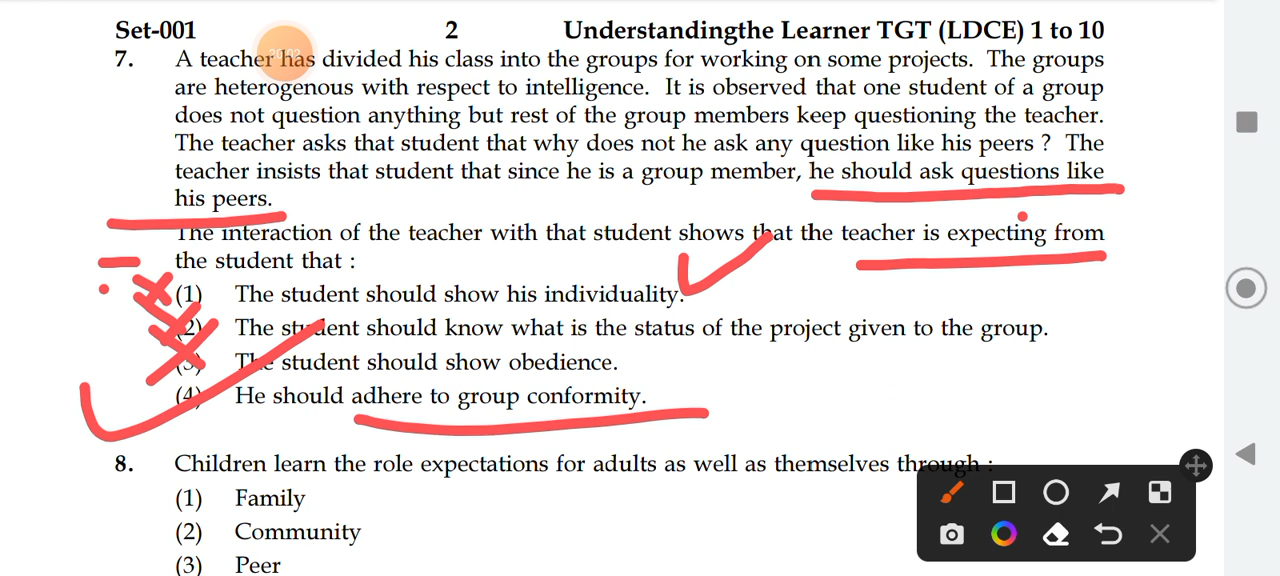 Set-001 2 Understandingthe Learner TGT (LDCE) 1 to 10
7. A teacher has divided his class into the groups for working on some projects. The groups
are heterogenous with respect to intelligence. It is observed that one student of a group
does not question anything but rest of the group members keep questioning the teacher.
The teacher asks that student that why does not he ask any question like his peers ? The
teacher insists that student that since he is a group member, he should ask questions like
his peers.
The interaction of the teacher with that student shows that the teacher is expecting from
the student that :
(1) The student should show his individuality.
(2) The student should know what is the status of the project given to the group.
(3) The student should show obedience.
(4) He should adhere to group conformity.
8. Children learn the role expectations for adults as well as themselves through :
(1) Family
(2) Community
(3) Peer